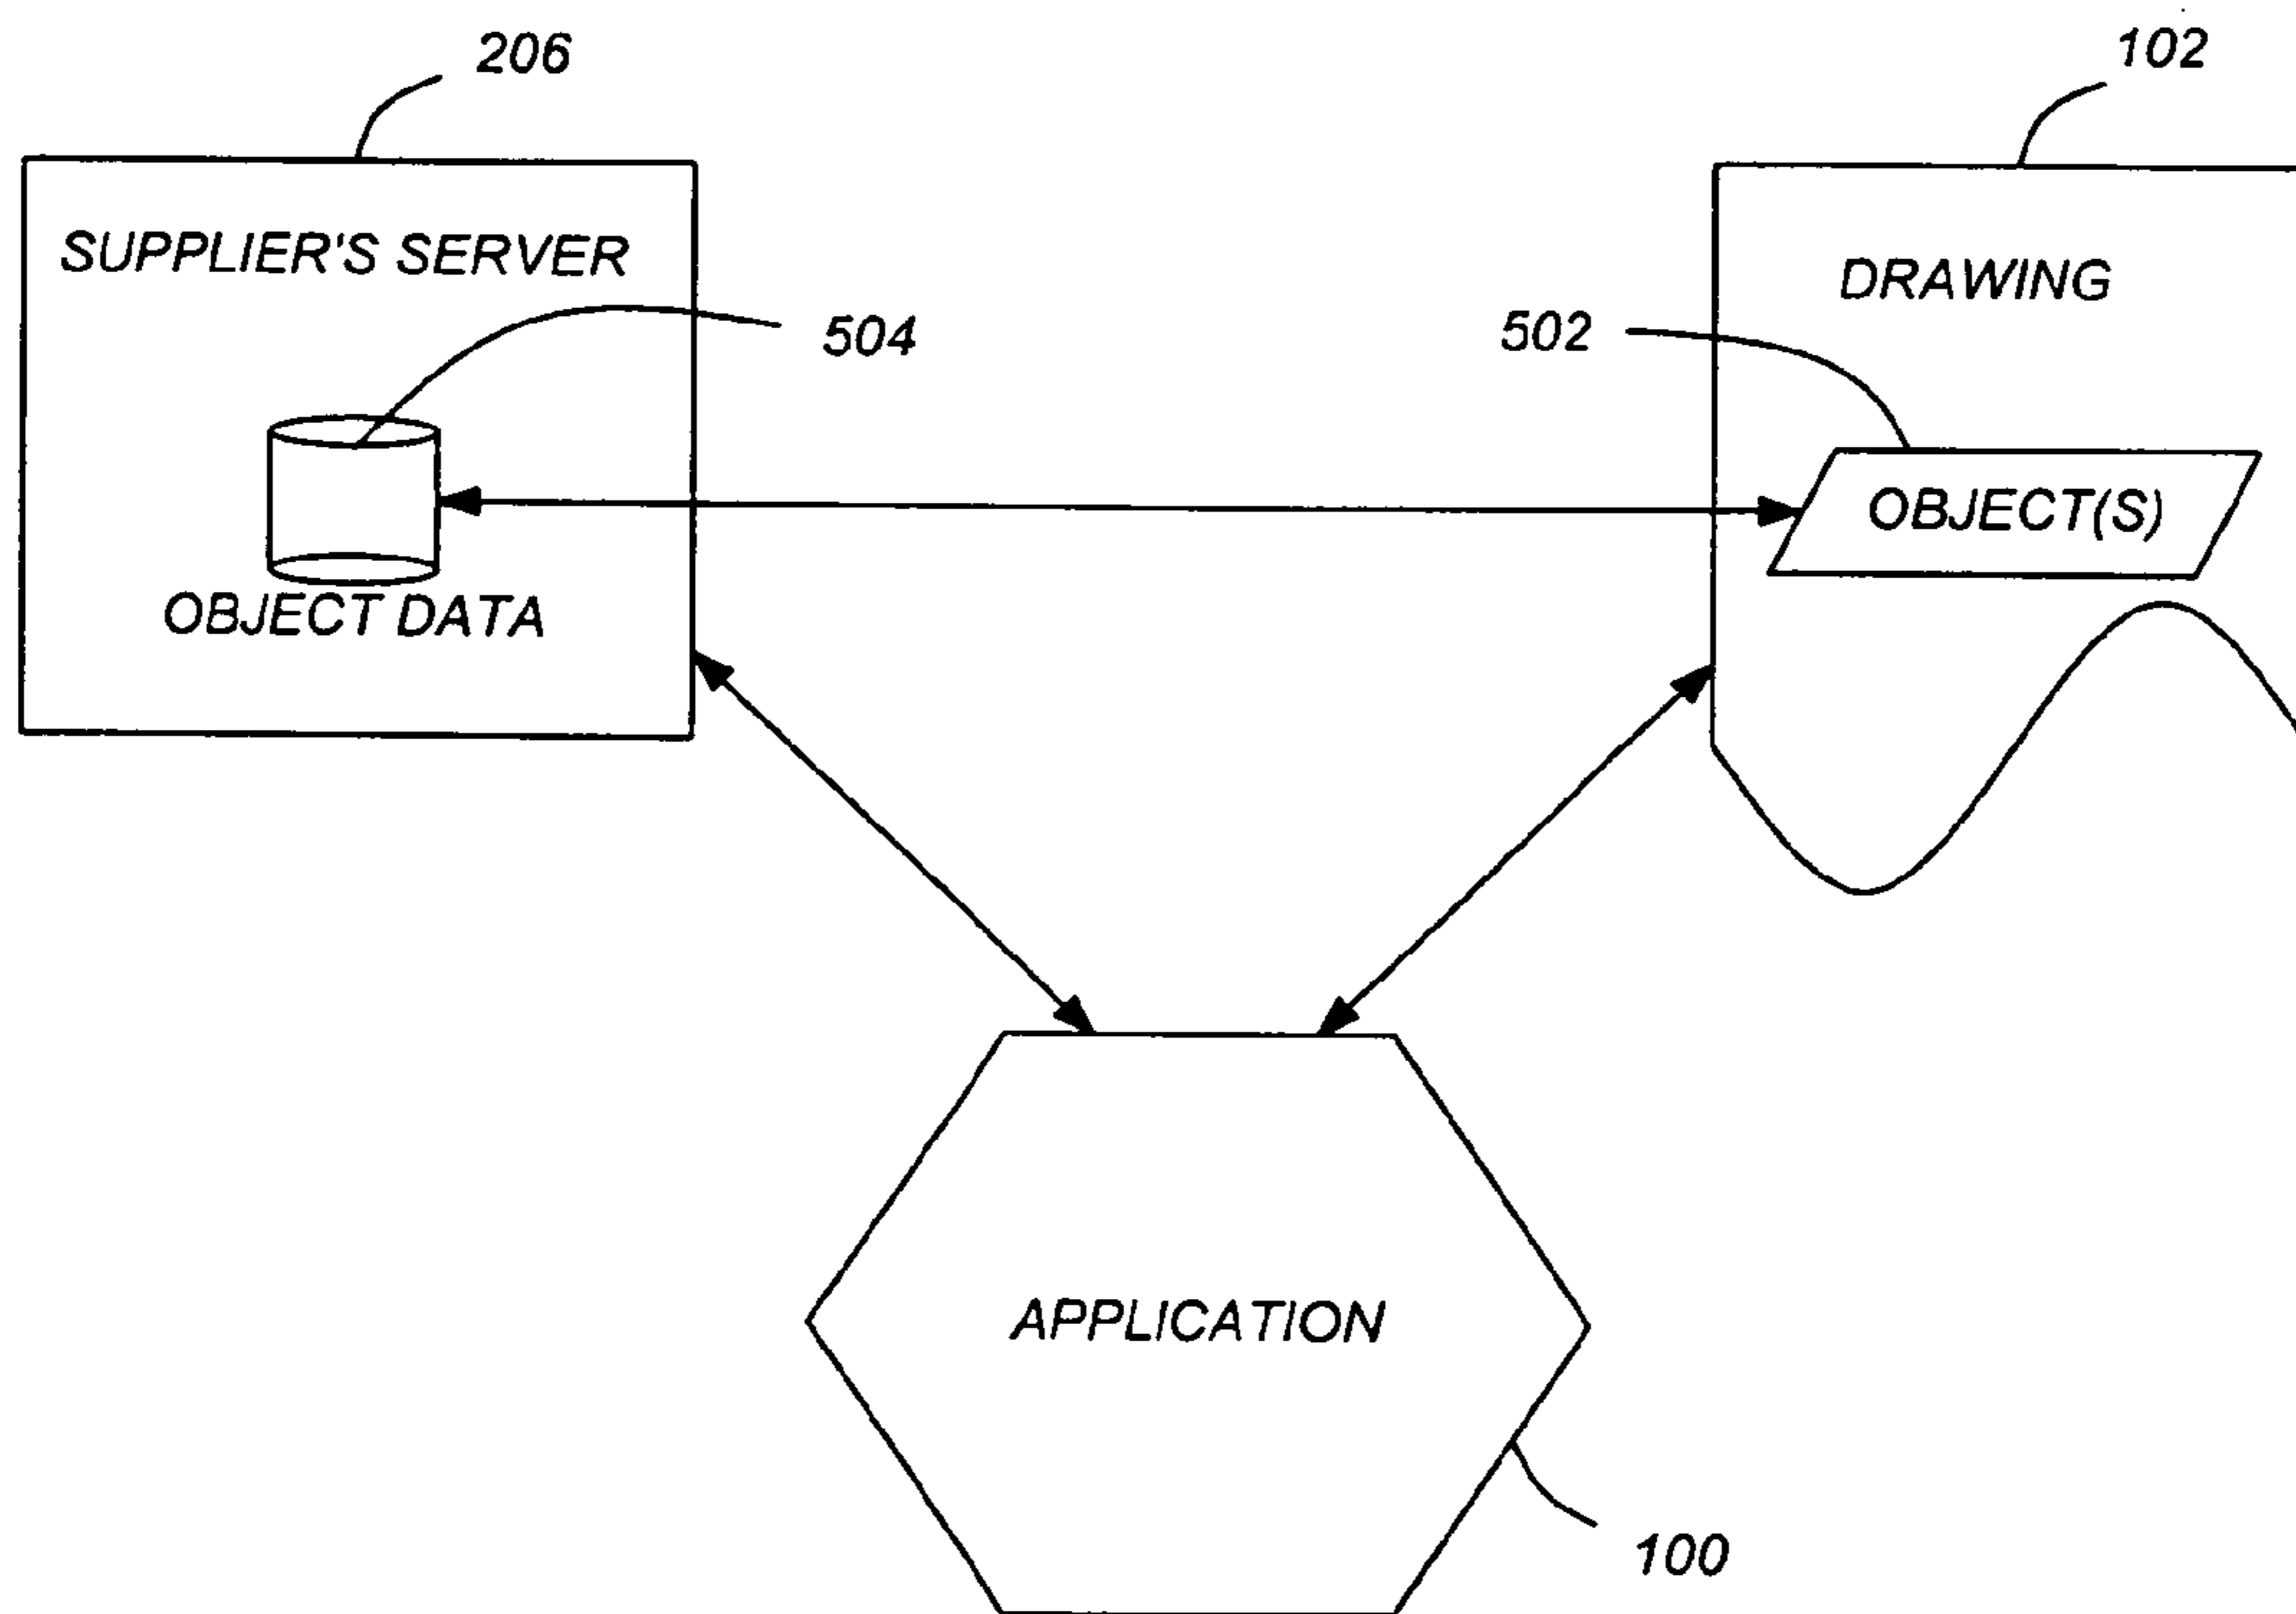 206
102
SUPPLIER'S SERVER
DRAWING
504
502
OBJECT(S)
OBJECT DATA
APPLICATION
100